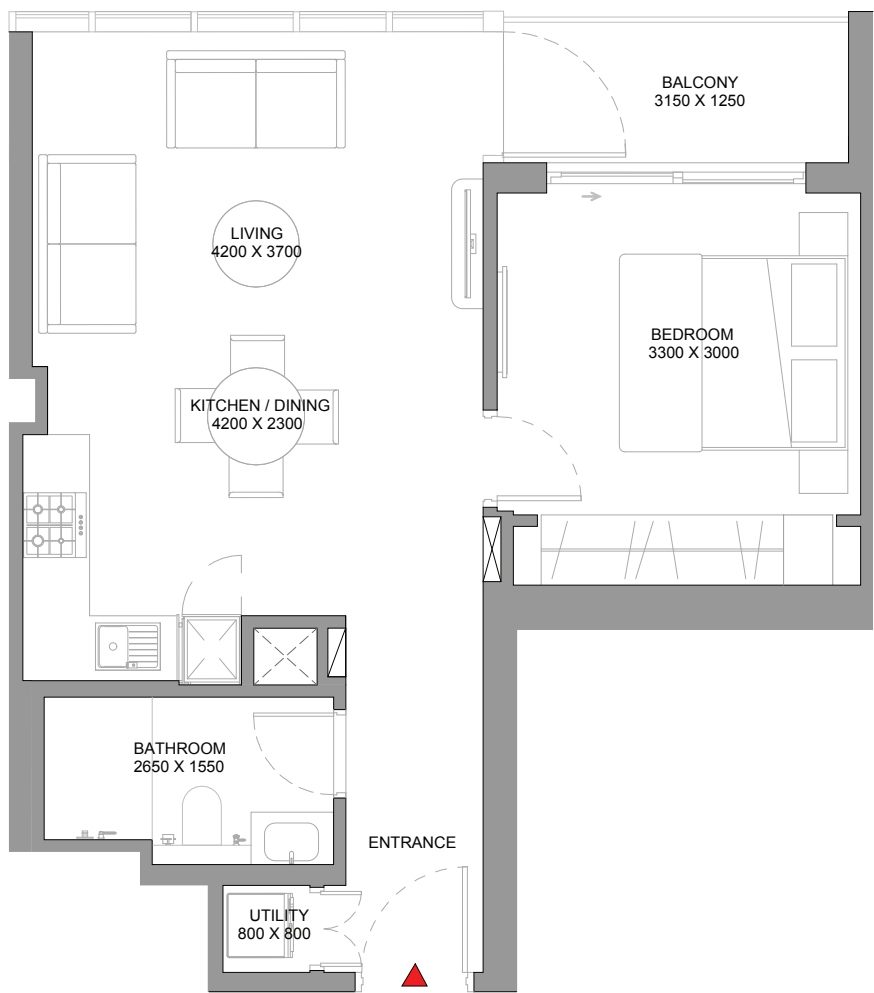 BALCONY
3150 X 1250
LIVING
4200 X 3700
BEDROOM
3300 X 3000
KITCHEN / DINING
4200 X 2300
BATHROOM
2650 X 1550
ENTRANCE
UTILITY
800 X 800